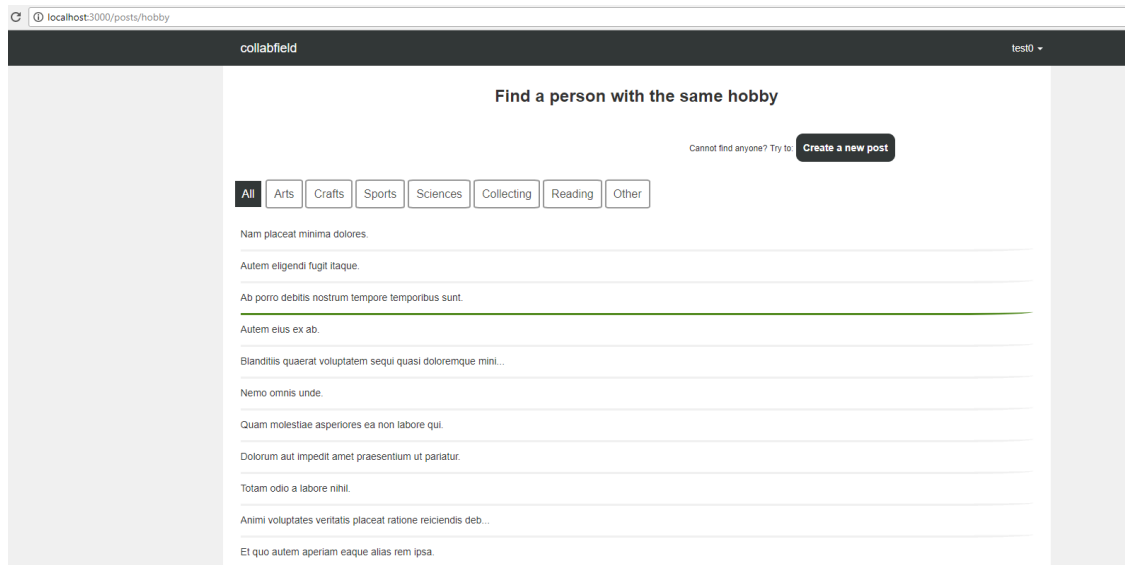 localhost:3000/posts/hobby
collabfield test0
Find a person with the same hobby
Cannot find anyone? Try to: Create a new post
All Arts Crafts Sports Sciences Collecting Reading Other
Nam placeat minima dolores.
Autem eligendi fugit itaque.
Ab porro debitis nostrum tempore temporibus sunt.
Autem eius ex ab.
Blanditiis quaerat voluptatem sequi quasi doloremque mini...
Nemo omnis unde.
Quam molestiae asperiores ea non labore qui.
Dolorum aut impedit amet praesentium ut pariatur.
Totam odio a labore nihil.
Animi voluptates veritatis placeat ratione reiciendis deb...
Et quo autem aperiam eaque alias rem ipsa.